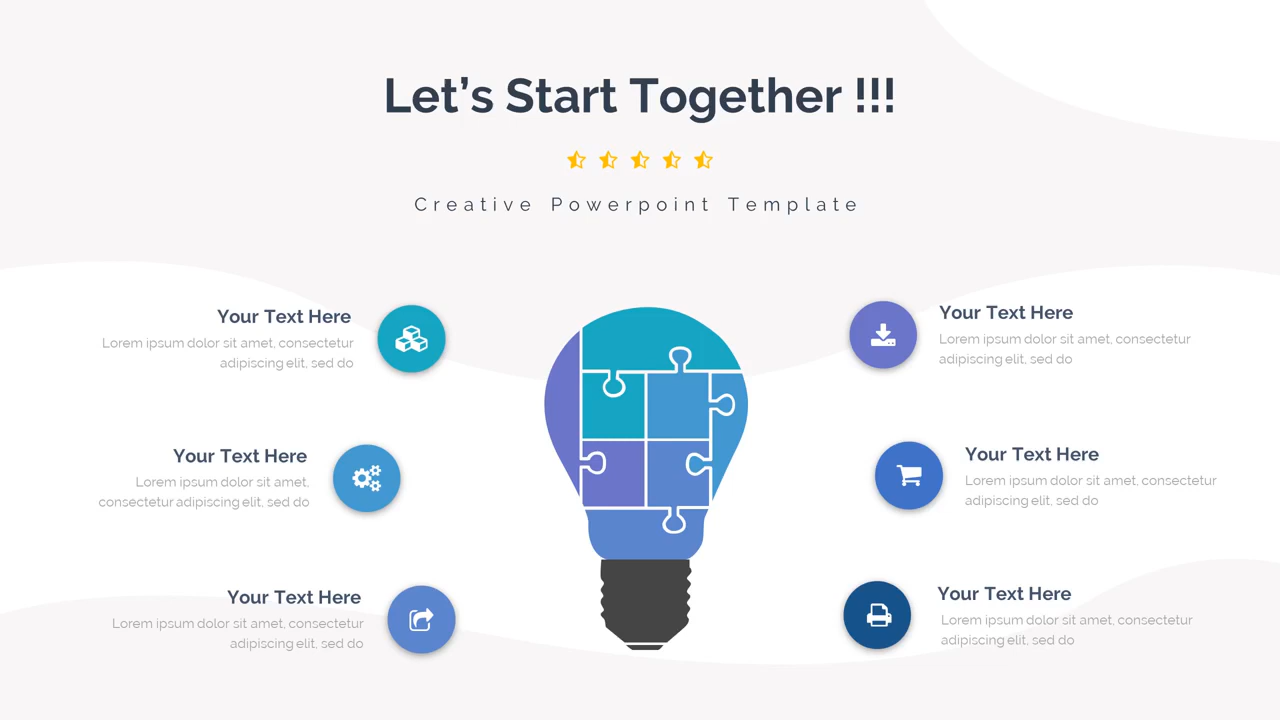 Let’s Start Together !!!
Creative Powerpoint Template
Your Text Here
Lorem ipsum dolor sit amet, consectetur
adipiscing elit, sed do
Your Text Here
Lorem ipsum dolor sit amet,
consectetur adipiscing elit, sed do
Your Text Here
Lorem ipsum dolor sit amet, consectetur
adipiscing elit, sed do
Your Text Here
Lorem ipsum dolor sit amet, consectetur
adipiscing elit, sed do
Your Text Here
Lorem ipsum dolor sit amet, consectetur
adipiscing elit, sed do
Your Text Here
Lorem ipsum dolor sit amet, consectetur
adipiscing elit, sed do